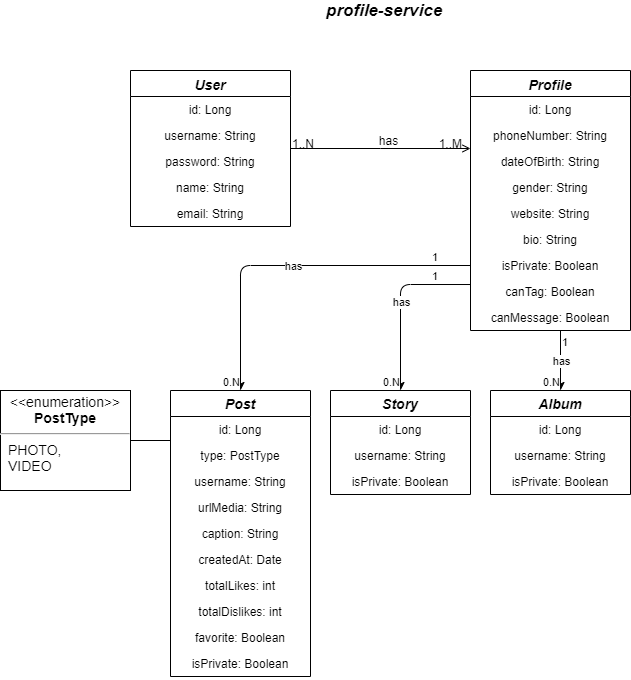 profile-service
User
id: Long
username: String
password: String
name: String
email: String
1..N
has
1..M
Profile
id: Long
phoneNumber: String
dateOfBirth: String
gender: String
website: String
bio: String
isPrivate: Boolean
canTag: Boolean
canMessage: Boolean
1
has
0.N
1
has
0.N
1
has
0.N
<<enumeration>>
PostType
PHOTO,
VIDEO
Post
id: Long
type: PostType
username: String
urlMedia: String
caption: String
createdAt: Date
totalLikes: int
totalDislikes: int
favorite: Boolean
isPrivate: Boolean
Story
id: Long
username: String
isPrivate: Boolean
Album
id: Long
username: String
isPrivate: Boolean